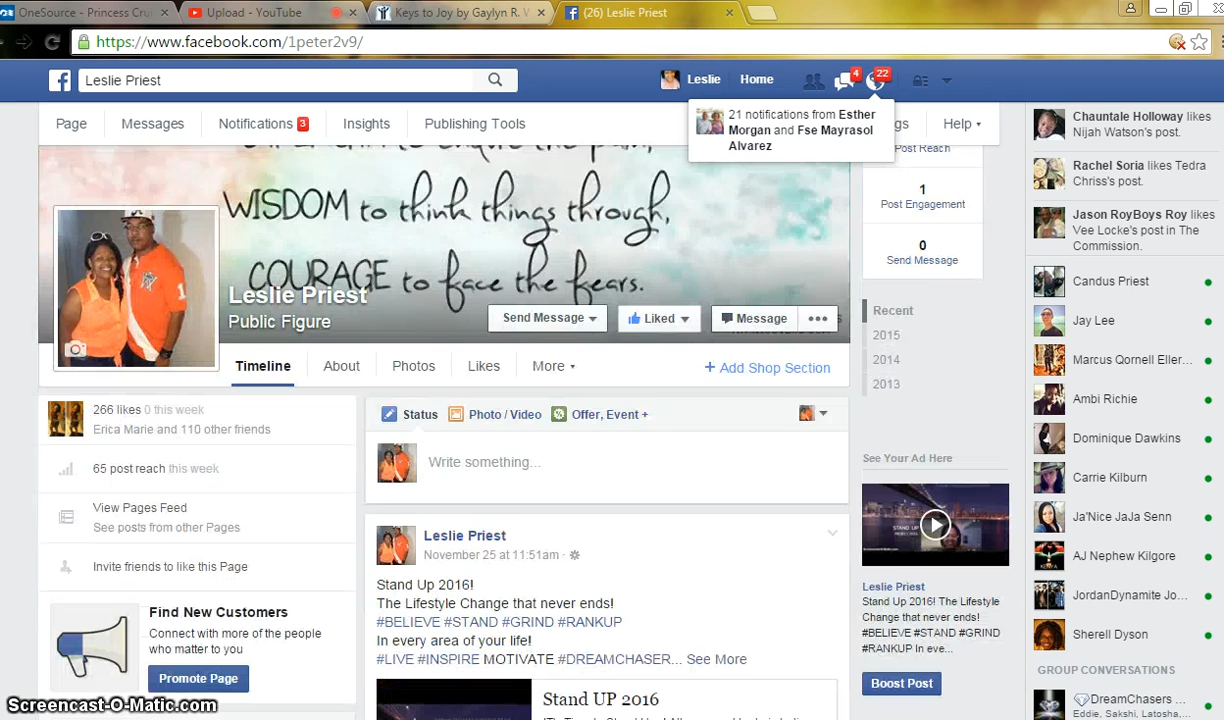 OneSource - Princess Cru
Upload - YouTube
Keys to Joy by Gaylyn R. W
(26) Leslie Priest
https://www.facebook.com/1peter2v9/
Leslie Priest
Leslie
Home
4
22
21 notifications from Esther
Morgan and Fse Mayrasol
Alvarez
Page
Messages
Notifications 3
Insights
Publishing Tools
Help
WISDOM to think things through,
COURAGE to face the fears.
Leslie Priest
Public Figure
Send Message
Liked
Message
Timeline
About
Photos
Likes
More
+ Add Shop Section
266 likes 0 this week
Erica Marie and 110 other friends
65 post reach this week
View Pages Feed
See posts from other Pages
Invite friends to like this Page
Find New Customers
Connect with more of the people
who matter to you
Promote Page
Status
Photo / Video
Offer, Event +
Write something...
Leslie Priest
November 25 at 11:51am
Stand Up 2016!
The Lifestyle Change that never ends!
#BELIEVE #STAND #GRIND #RANKUP
In every area of your life!
#LIVE #INSPIRE MOTIVATE #DREAMCHASER... See More
Stand UP 2016
Post Reach
1
Post Engagement
0
Send Message
Recent
2015
2014
2013
See Your Ad Here
Leslie Priest
Stand Up 2016! The Lifestyle
Change that never ends!
#BELIEVE #STAND #GRIND
#RANKUP In eve...
Boost Post
Chauntale Holloway likes
Nijah Watson's post.
Rachel Soria likes Tedra
Chriss's post.
Jason RoyBoys Roy likes
Vee Locke's post in The
Commission.
Candus Priest
Jay Lee
Marcus Qornell Eller...
Ambi Richie
Dominique Dawkins
Carrie Kilburn
Ja'Nice JaJa Senn
AJ Nephew Kilgore
JordanDynamite Jo...
Sherell Dyson
GROUP CONVERSATIONS
DreamChasers ...
Eddie, Sakshi, Latosha,...
Screencast-O-Matic.com